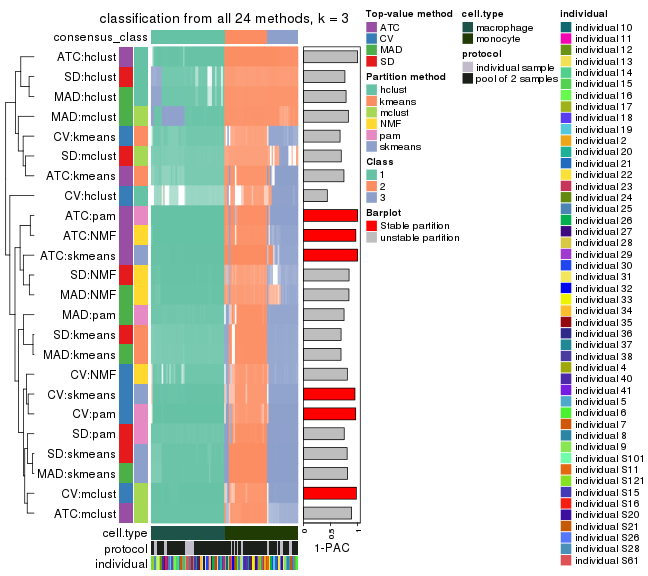 classification from all 24 methods, k = 3
consensus_class
ATC:hclust
SD:hclust
MAD:hclust
MAD:mclust
CV:kmeans
SD:mclust
ATC:kmeans
CV:hclust
ATC:pam
ATC:NMF
ATC:skmeans
SD:NMF
MAD:NMF
MAD:pam
SD:kmeans
MAD:kmeans
CV:NMF
CV:skmeans
CV:pam
SD:pam
SD:skmeans
MAD:skmeans
CV:mclust
ATC:mclust
cell.type
protocol
individual
0
0.5
1
1-PAC
Top-value method
ATC
CV
MAD
SD
Partition method
hclust
kmeans
mclust
NMF
pam
skmeans
Class
1
2
3
Barplot
Stable partition
unstable partition
cell.type
macrophage
monocyte
protocol
individual sample
pool of 2 samples
individual
individual 10
individual 11
individual 12
individual 13
individual 14
individual 15
individual 16
individual 17
individual 18
individual 19
individual 2
individual 20
individual 21
individual 22
individual 23
individual 24
individual 25
individual 26
individual 27
individual 28
individual 29
individual 30
individual 31
individual 32
individual 33
individual 34
individual 35
individual 36
individual 37
individual 38
individual 4
individual 40
individual 41
individual 5
individual 6
individual 7
individual 8
individual 9
individual S101
individual S11
individual S121
individual S15
individual S16
individual S20
individual S21
individual S26
individual S28
individual S61